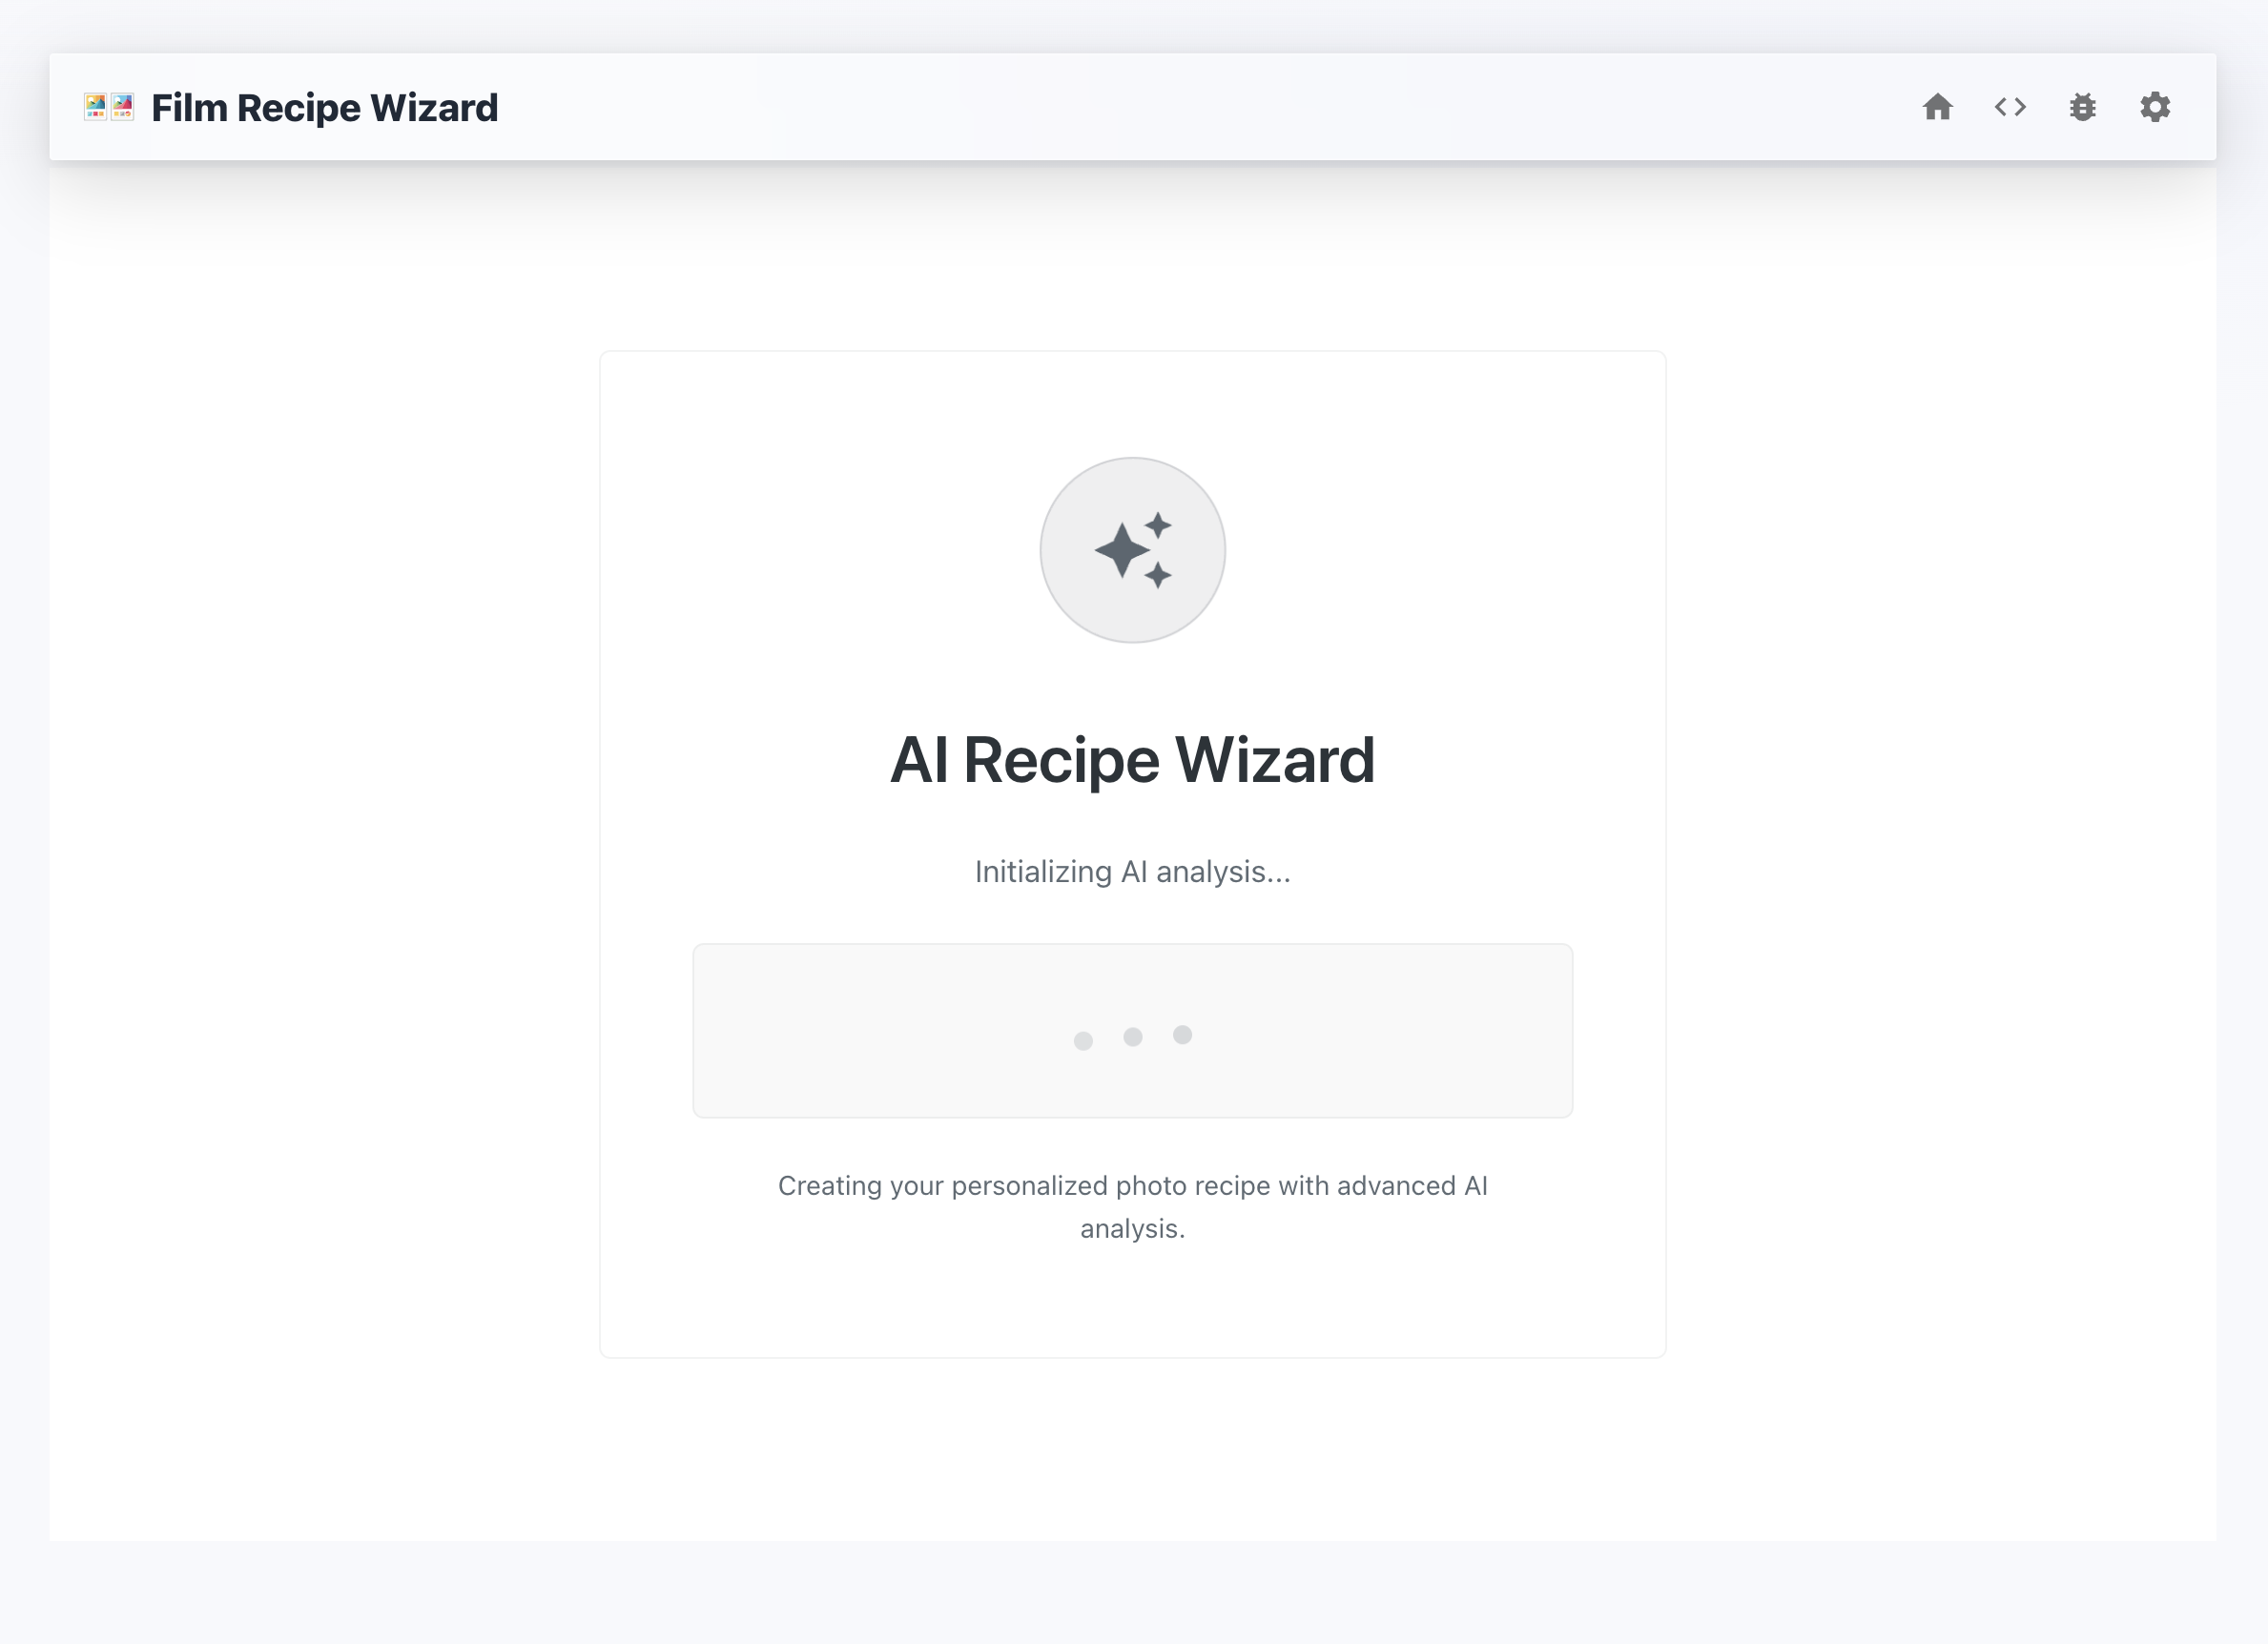 Film Recipe Wizard
AI Recipe Wizard
Initializing AI analysis...
Creating your personalized photo recipe with advanced AI
analysis.